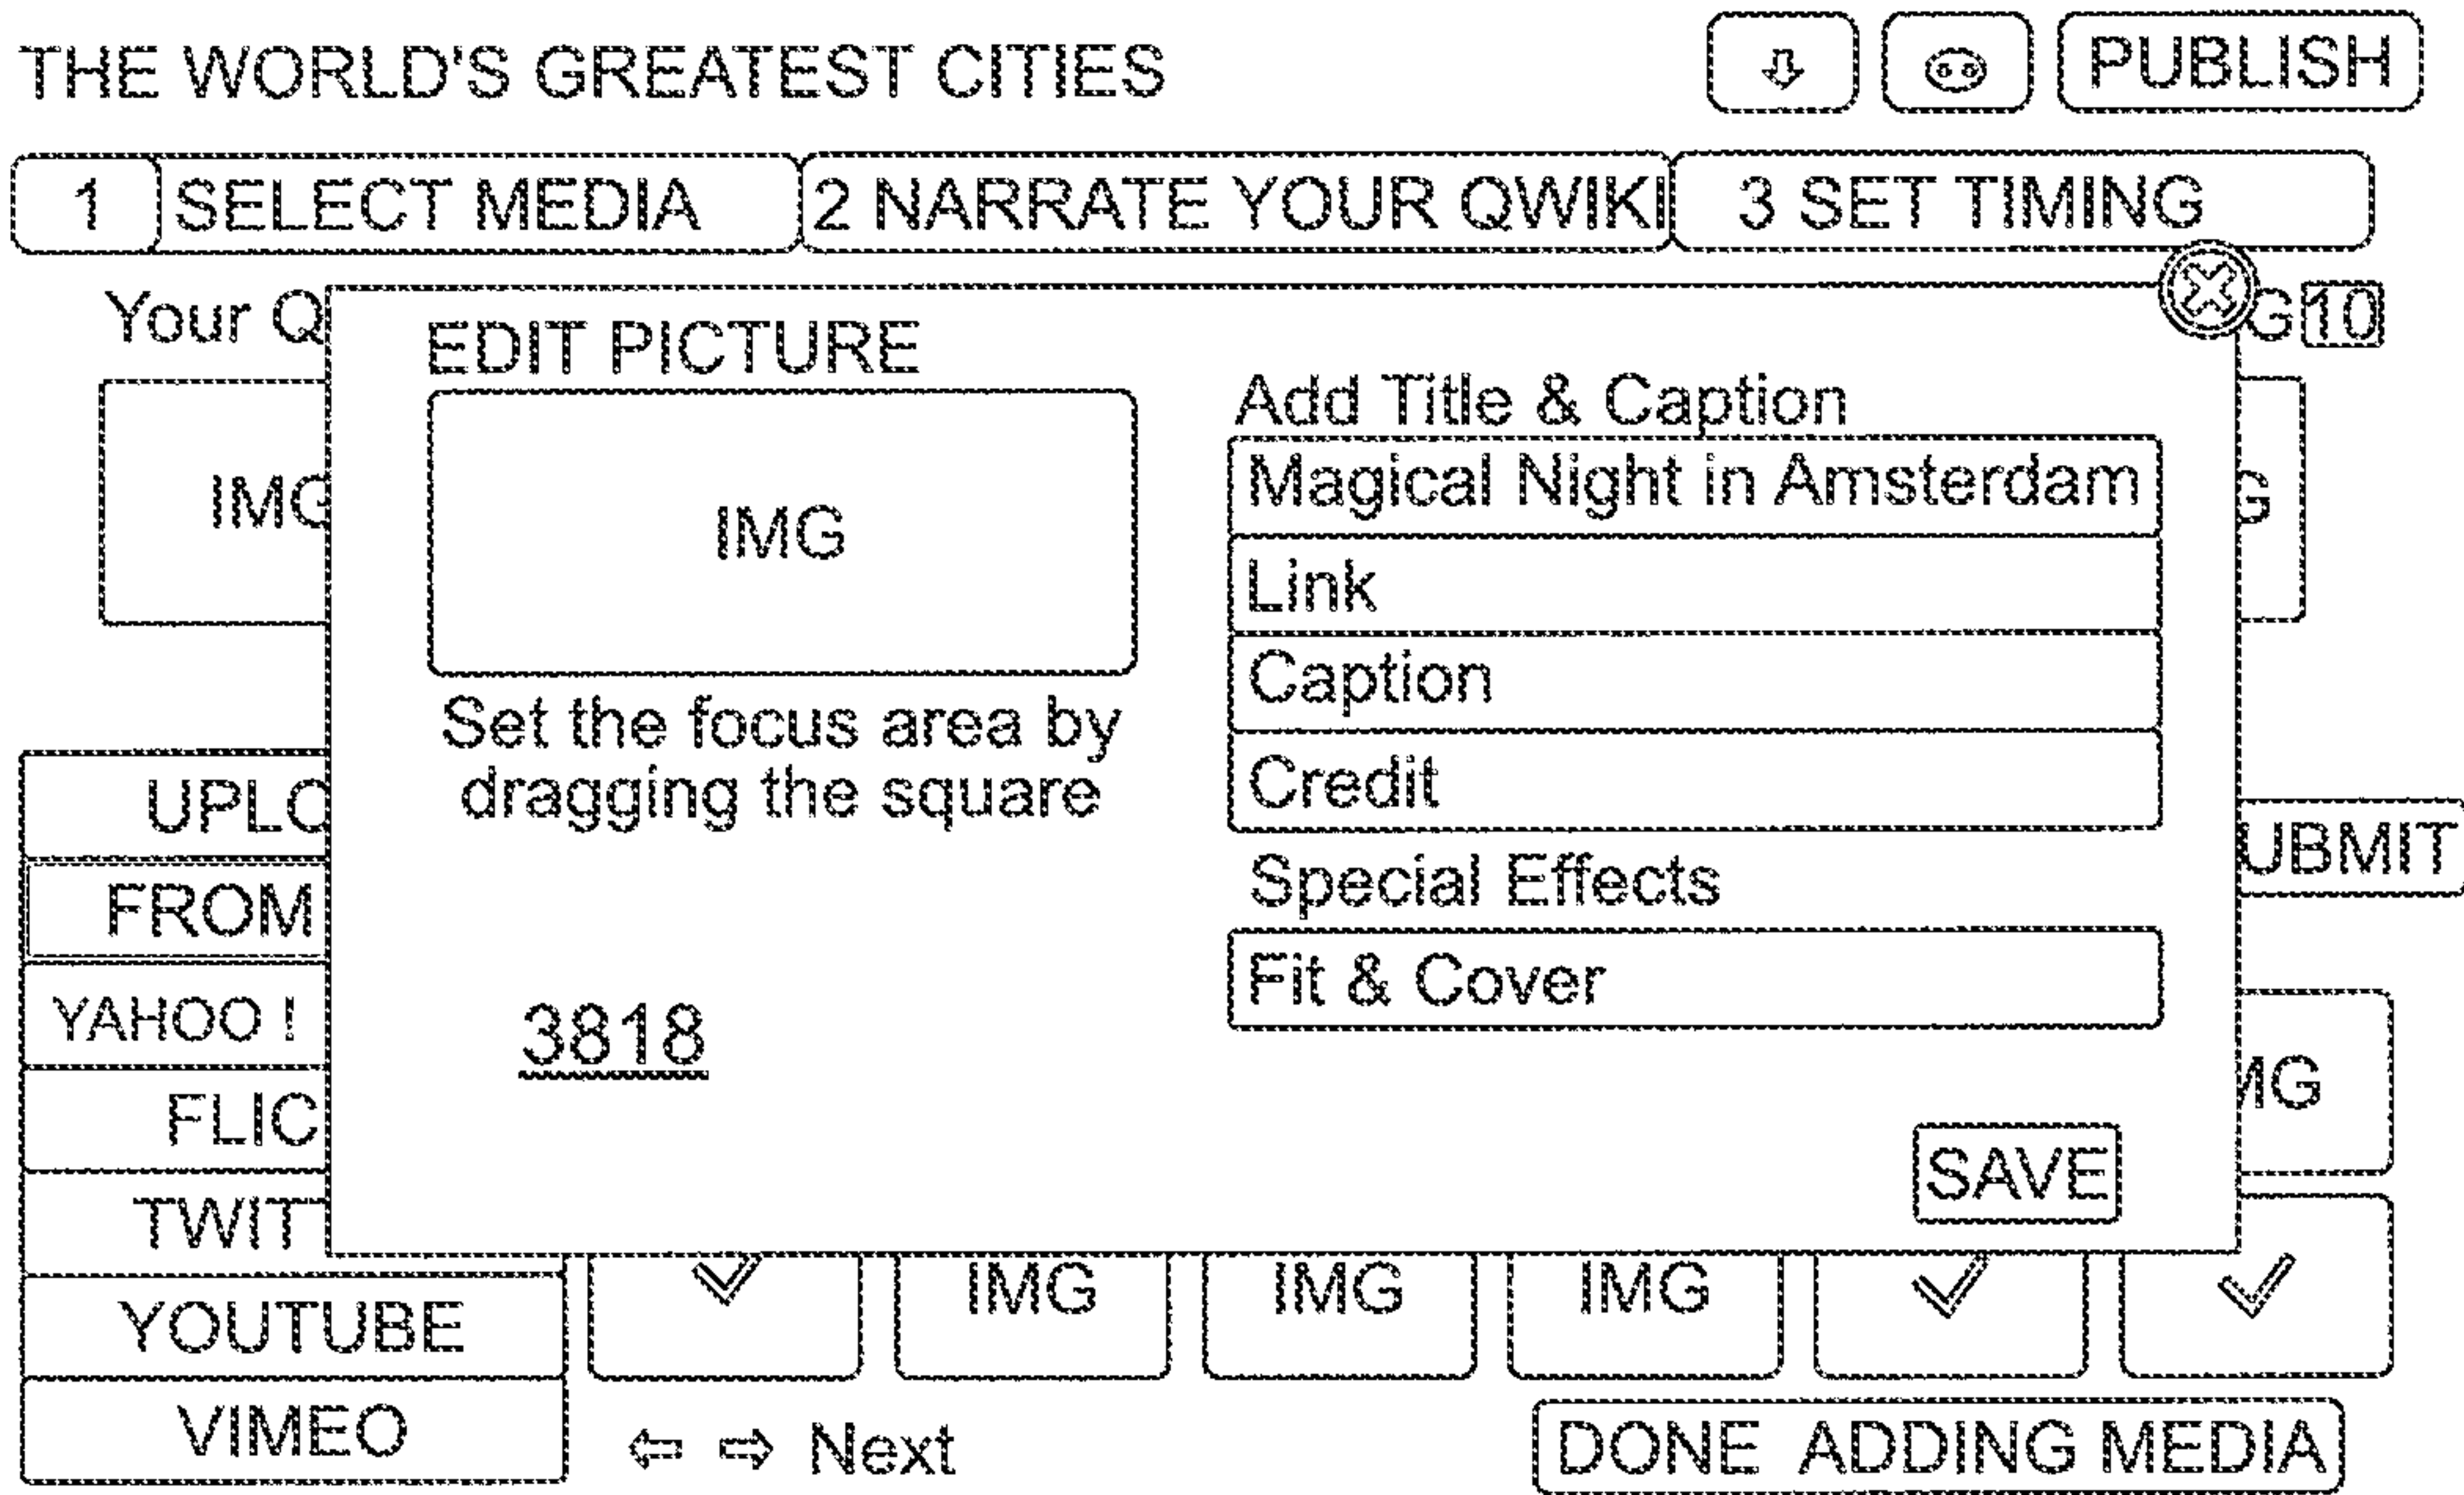 THE WORLD'S GREATEST CITIES
PUBLISH
1 SELECT MEDIA
2 NARRATE YOUR QWIKI
3 SET TIMING
Your Q
G 10
EDIT PICTURE
IMG
Set the focus area by
dragging the square
3818
Add Title & Caption
Magical Night in Amsterdam
Link
Caption
Credit
Special Effects
Fit & Cover
SAVE
IMG
G
UPLO
FROM
YAHOO !
FLIC
TWIT
YOUTUBE
VIMEO
UBMIT
MG
IMG
IMG
IMG
Next
DONE ADDING MEDIA